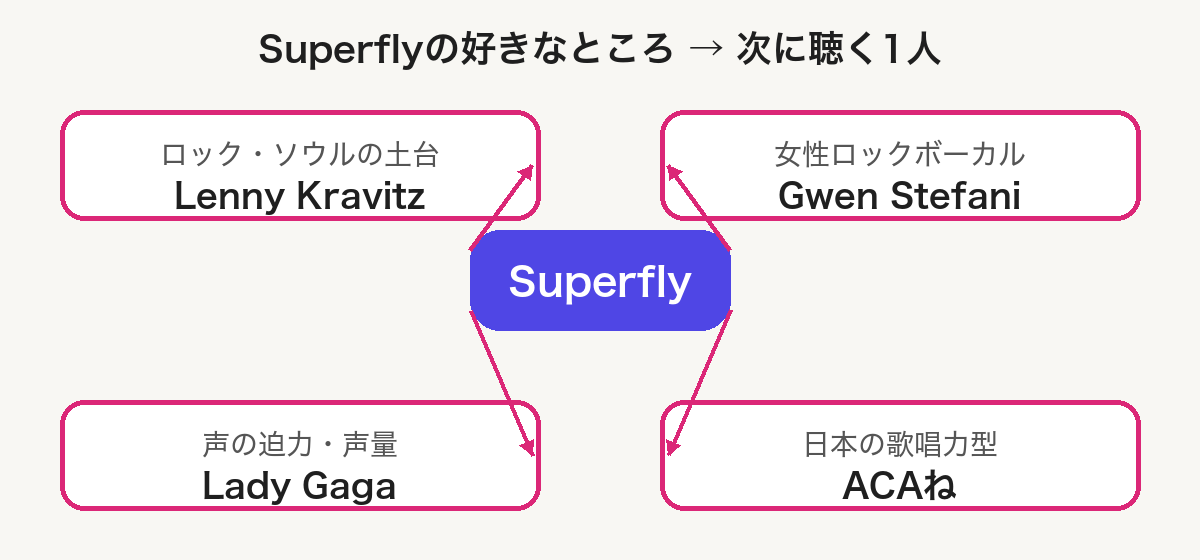 Superflyの好きなところ → 次に聴く1人
ロック・ソウルの土台
Lenny Kravitz
女性ロックボーカル
Gwen Stefani
Superfly
声の迫力・声量
Lady Gaga
日本の歌唱力型
ACAね